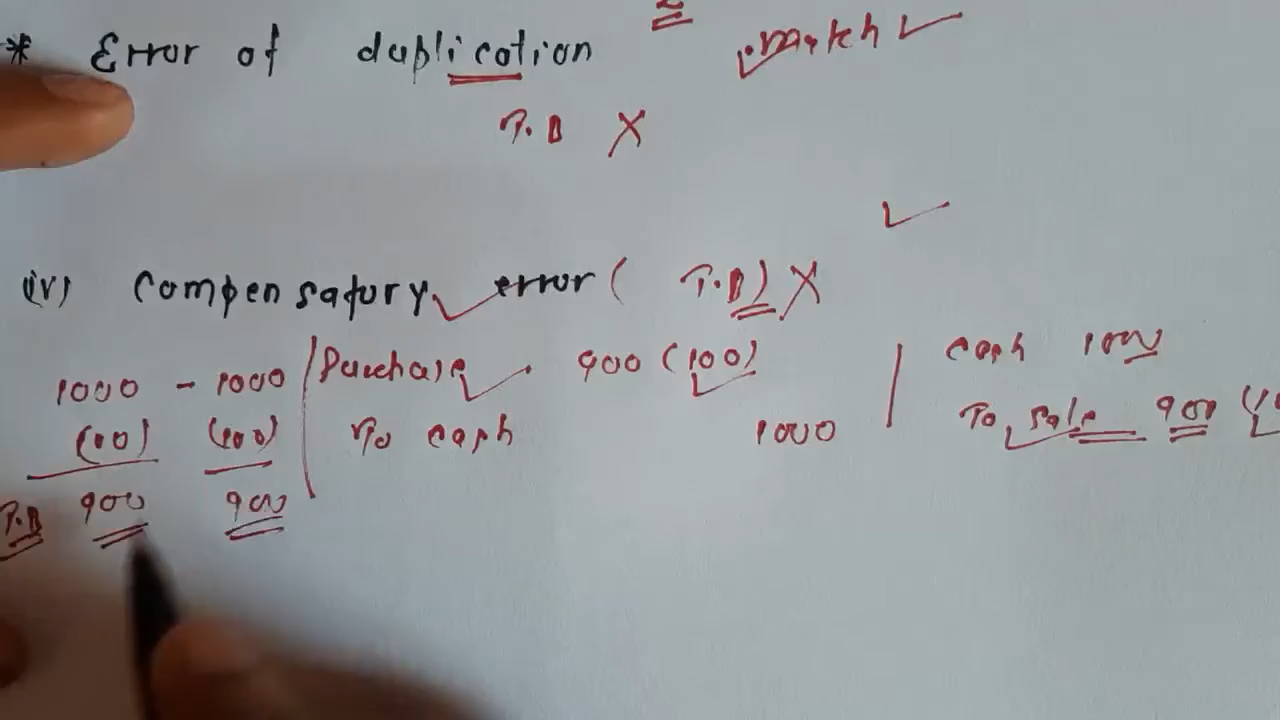 * Error of duplication
match
T.B X
(iv) Compensatory error ( T.B ) X
1000 - 1000
(100) (100)
900 900
T.B
Purchase 900 (100)
To cash 1000
cash 1000
To sale 900